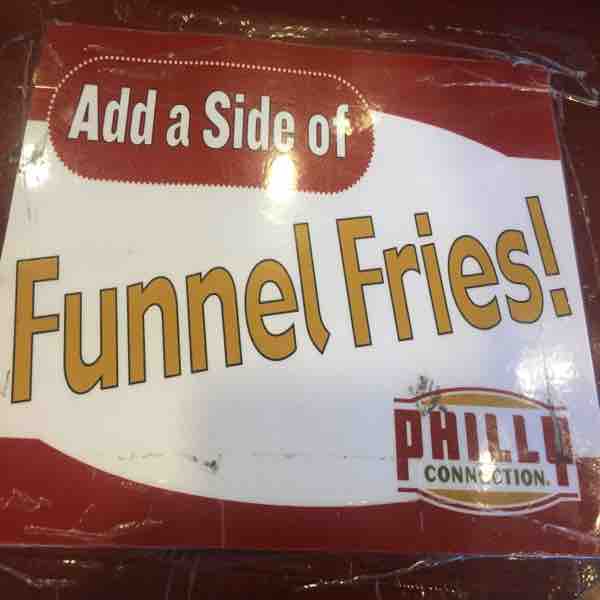 Add a Side of
Funnel Fries!
PHILLY
CONNECTION.